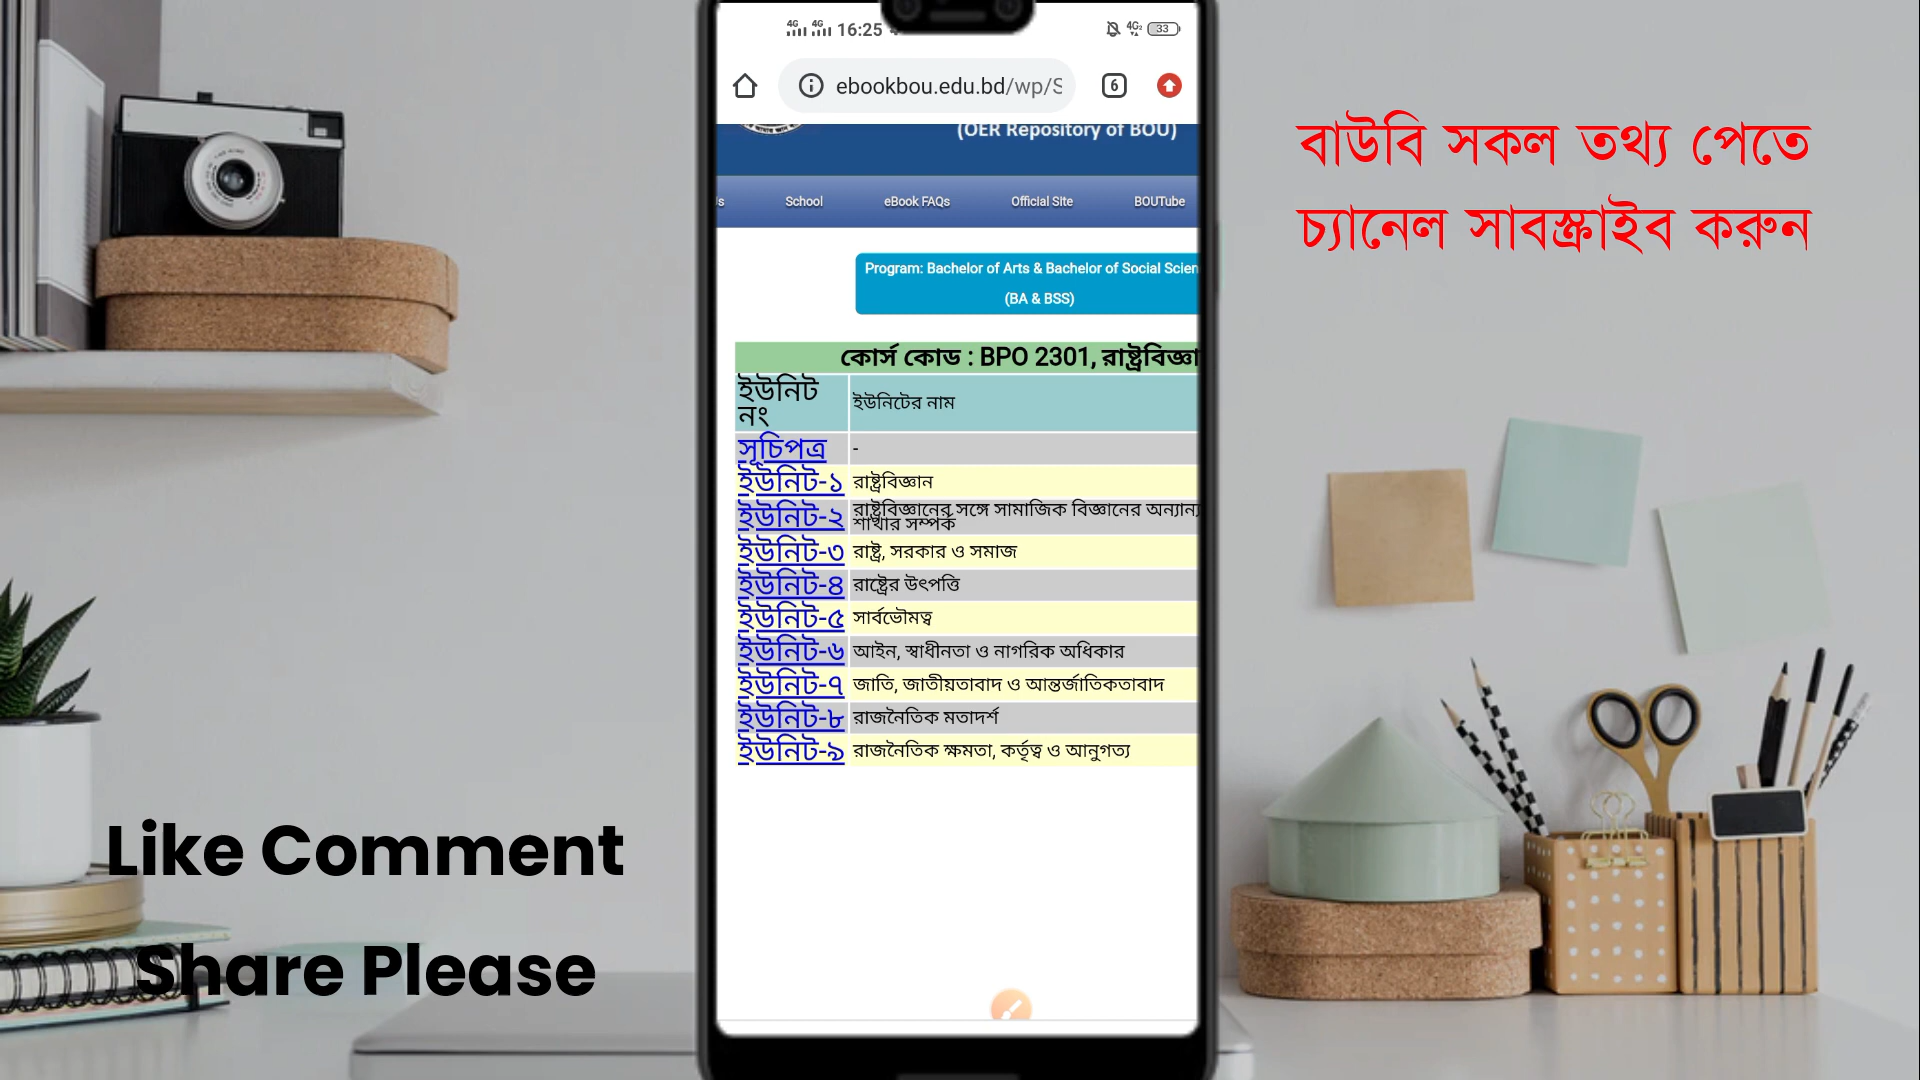 4G 4G 16:25
4G2 33
ebookbou.edu.bd/wp/S
6
(OER Repository of BOU)
School eBook FAQs Official Site BOUTube
Program: Bachelor of Arts & Bachelor of Social Scien
(BA & BSS)
কোর্স কোড : BPO 2301, রাষ্ট্রবিজ্ঞা
ইউনিট নং
ইউনিটের নাম
সূচিপত্র -
ইউনিট-১ রাষ্ট্রবিজ্ঞান
ইউনিট-২ রাষ্ট্রবিজ্ঞানের সঙ্গে সামাজিক বিজ্ঞানের অন্যান্য
শাখার সম্পর্ক
ইউনিট-৩ রাষ্ট্র, সরকার ও সমাজ
ইউনিট-৪ রাষ্ট্রের উৎপত্তি
ইউনিট-৫ সার্বভৌমত্ব
ইউনিট-৬ আইন, স্বাধীনতা ও নাগরিক অধিকার
ইউনিট-৭ জাতি, জাতীয়তাবাদ ও আন্তর্জাতিকতাবাদ
ইউনিট-৮ রাজনৈতিক মতাদর্শ
ইউনিট-৯ রাজনৈতিক ক্ষমতা, কর্তৃত্ব ও আনুগত্য
বাউবি সকল তথ্য পেতে
চ্যানেল সাবস্ক্রাইব করুন
Like Comment
Share Please